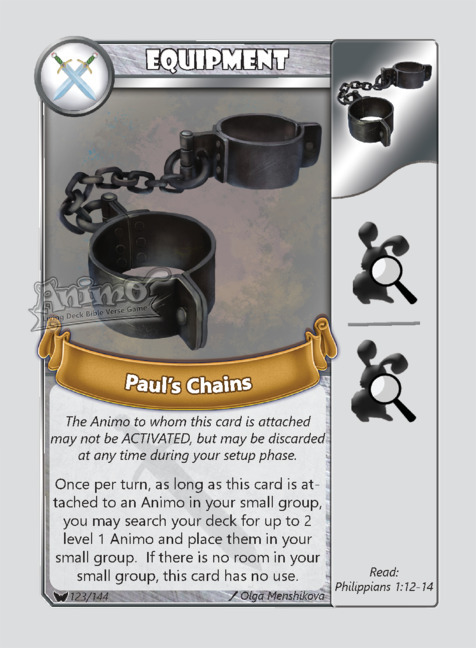 EQUIPMENT
Animo
Deck Bible Verse Game
Paul's Chains
The Animo to whom this card is attached
may not be ACTIVATED, but may be discarded
at any time during your setup phase.
Once per turn, as long as this card is at-
tached to an Animo in your small group,
you may search your deck for up to 2
level 1 Animo and place them in your
small group.  If there is no room in your
small group, this card has no use.
123/144
Olga Menshikova
Read:
Philippians 1:12-14